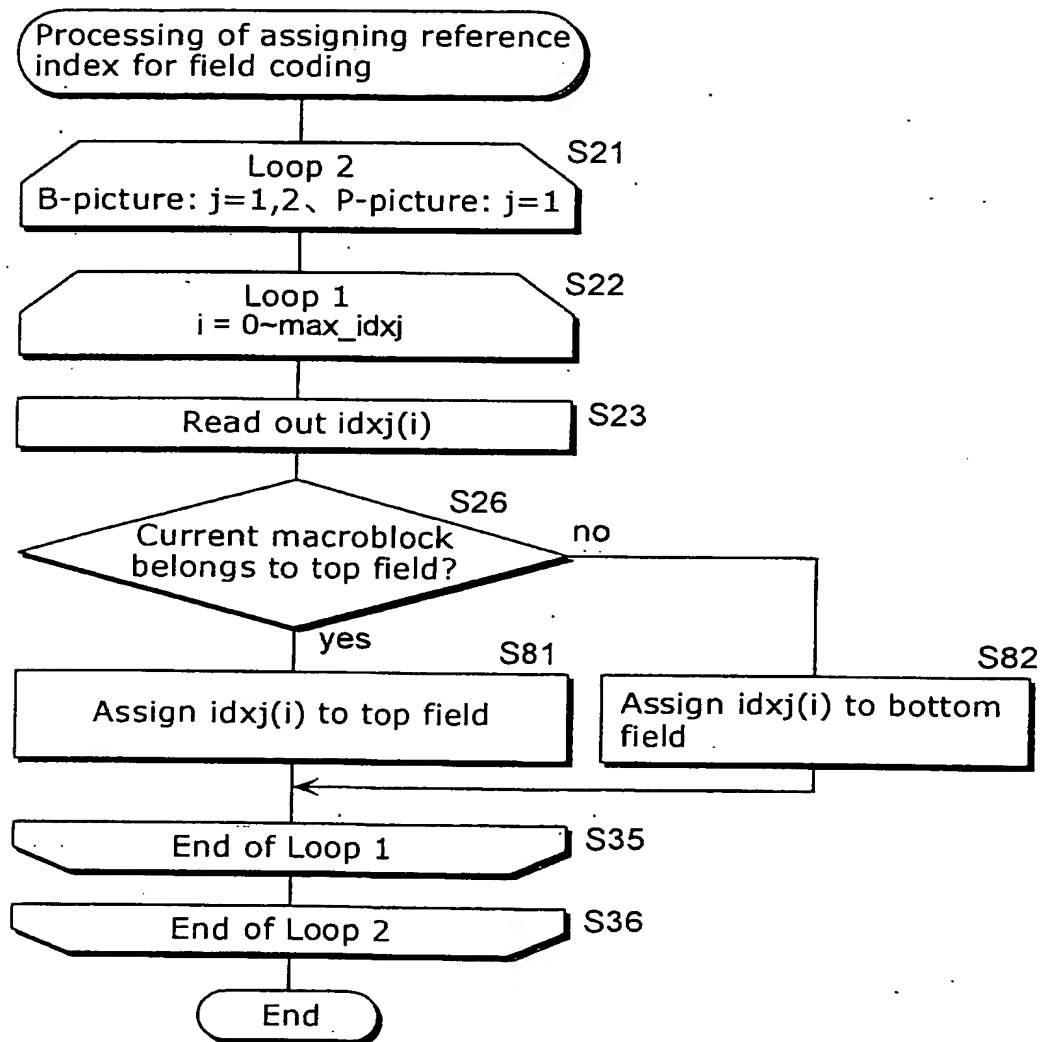 Processing of assigning reference
index for field coding
Loop 2
S21
B-picture: j=1,2、 P-picture: j=1
Loop 1
S22
i = 0~max_idxj
Read out idxj(i)
S23
S26
Current macroblock
belongs to top field?
no
yes
S81
Assign idxj(i) to top field
S82
Assign idxj(i) to bottom
field
End of Loop 1
S35
End of Loop 2
S36
End